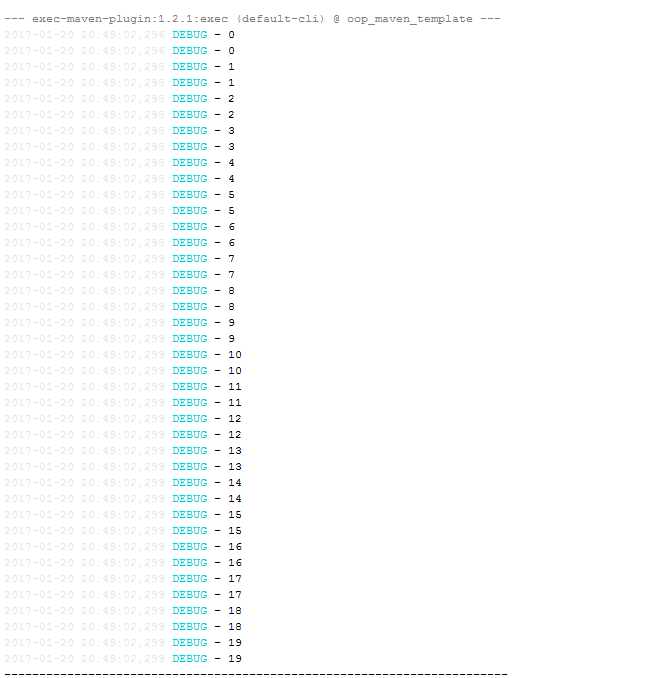 --- exec-maven-plugin:1.2.1:exec (default-cli) @ oop_maven_template ---
2017-01-20 20:49:02,296 DEBUG - 0
2017-01-20 20:49:02,296 DEBUG - 0
2017-01-20 20:49:02,298 DEBUG - 1
2017-01-20 20:49:02,298 DEBUG - 1
2017-01-20 20:49:02,298 DEBUG - 2
2017-01-20 20:49:02,298 DEBUG - 2
2017-01-20 20:49:02,298 DEBUG - 3
2017-01-20 20:49:02,298 DEBUG - 3
2017-01-20 20:49:02,298 DEBUG - 4
2017-01-20 20:49:02,298 DEBUG - 4
2017-01-20 20:49:02,298 DEBUG - 5
2017-01-20 20:49:02,298 DEBUG - 5
2017-01-20 20:49:02,298 DEBUG - 6
2017-01-20 20:49:02,298 DEBUG - 6
2017-01-20 20:49:02,299 DEBUG - 7
2017-01-20 20:49:02,299 DEBUG - 7
2017-01-20 20:49:02,299 DEBUG - 8
2017-01-20 20:49:02,299 DEBUG - 8
2017-01-20 20:49:02,299 DEBUG - 9
2017-01-20 20:49:02,299 DEBUG - 9
2017-01-20 20:49:02,299 DEBUG - 10
2017-01-20 20:49:02,299 DEBUG - 10
2017-01-20 20:49:02,299 DEBUG - 11
2017-01-20 20:49:02,299 DEBUG - 11
2017-01-20 20:49:02,299 DEBUG - 12
2017-01-20 20:49:02,299 DEBUG - 12
2017-01-20 20:49:02,299 DEBUG - 13
2017-01-20 20:49:02,299 DEBUG - 13
2017-01-20 20:49:02,299 DEBUG - 14
2017-01-20 20:49:02,299 DEBUG - 14
2017-01-20 20:49:02,299 DEBUG - 15
2017-01-20 20:49:02,299 DEBUG - 15
2017-01-20 20:49:02,299 DEBUG - 16
2017-01-20 20:49:02,299 DEBUG - 16
2017-01-20 20:49:02,299 DEBUG - 17
2017-01-20 20:49:02,299 DEBUG - 17
2017-01-20 20:49:02,299 DEBUG - 18
2017-01-20 20:49:02,299 DEBUG - 18
2017-01-20 20:49:02,299 DEBUG - 19
2017-01-20 20:49:02,299 DEBUG - 19
------------------------------------------------------------------------